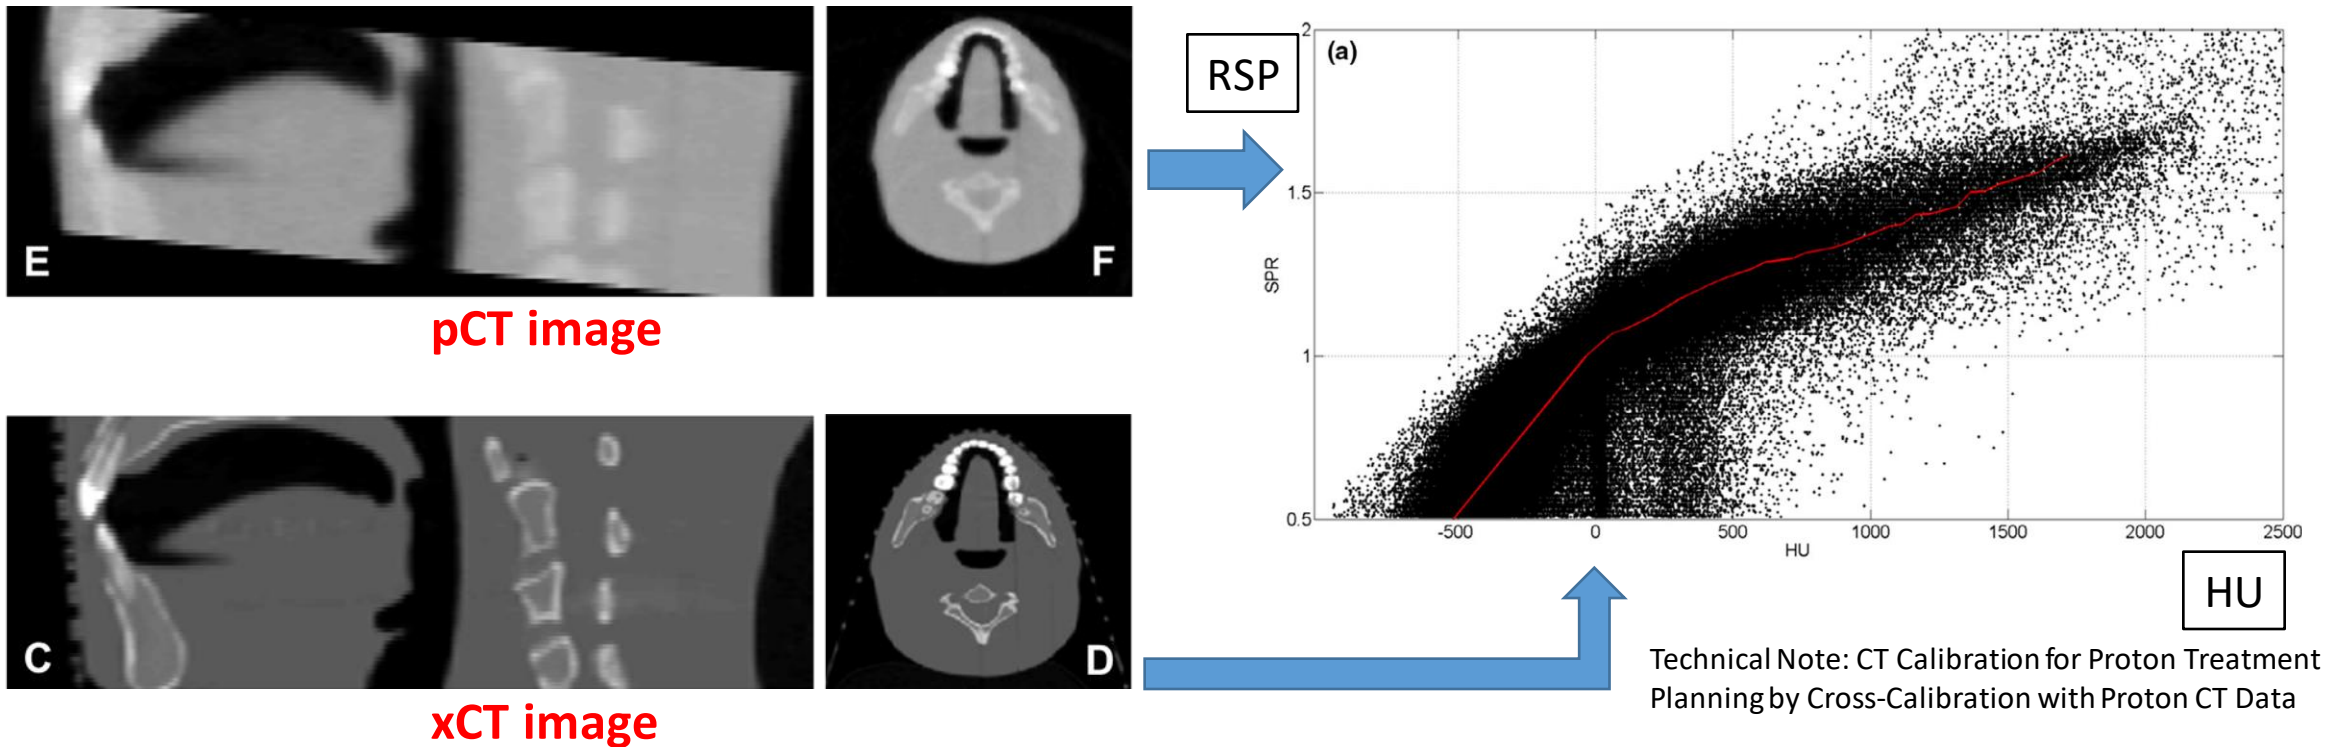 E
F
pCT image
C
D
xCT image
RSP
(a)
2
1.5
1
0.5
SPR
-500
0
500
1000
1500
2000
2500
HU
HU
Technical Note: CT Calibration for Proton Treatment
Planning by Cross-Calibration with Proton CT Data